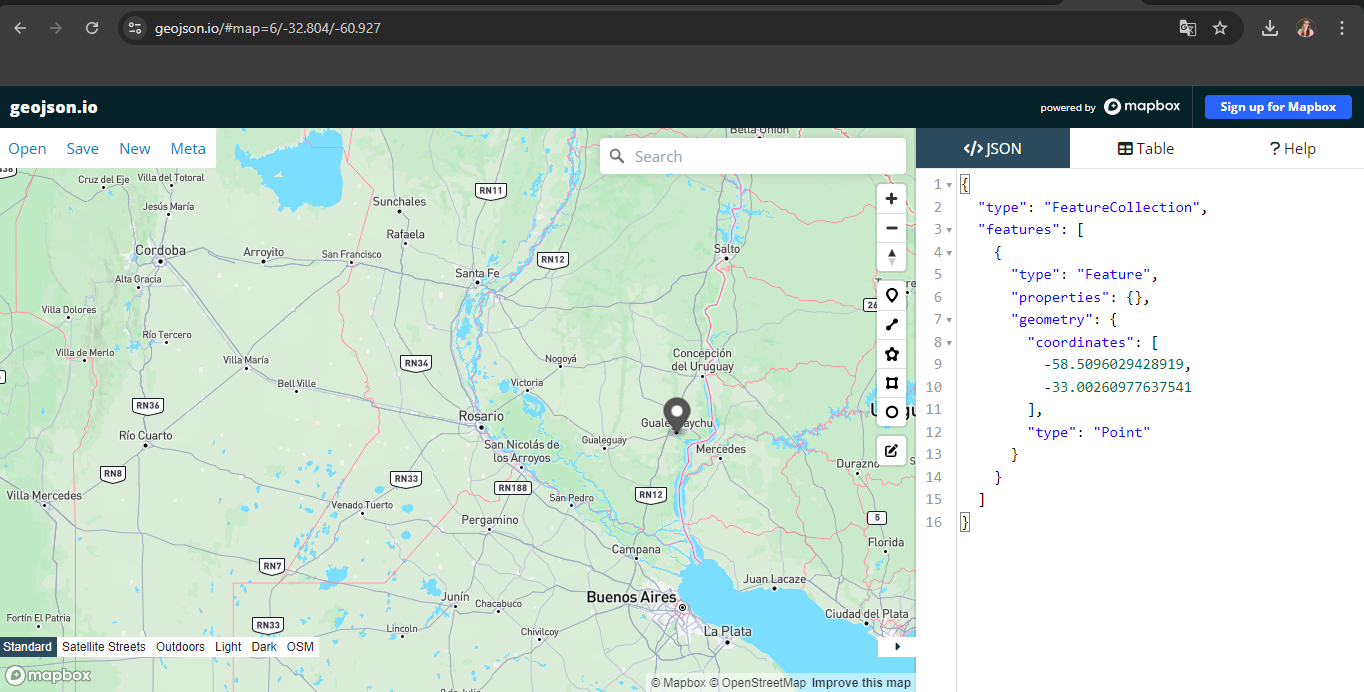 geojson.io/#map=6/-32.804/-60.927
geojson.io
powered by mapbox
Sign up for Mapbox
Open Save New Meta
Search
JSON
Table
? Help
Bella Unión
Cruz del Eje
Villa del Totoral
Jesús María
RN11
Sunchales
Cordoba
Arroyito
San Francisco
Rafaela
RN12
Salto
Alta Gracia
Santa Fe
26
Villa Dolores
Río Tercero
Villa de Merlo
Villa María
RN34
Nogoyá
Concepción
del Uruguay
Bell Ville
Victoria
RN36
Rosario
Gualeguaychu
Río Cuarto
San Nicolás de
los Arroyos
Gualeguay
Mercedes
Durazno
RN8
RN33
RN188
RN12
Villa Mercedes
Venado Tuerto
San Pedro
Pergamino
5
Florida
Campana
RN7
Juan Lacaze
Junín
Chacabuco
Buenos Aires
Ciudad del Plata
Fortín El Patria
RN33
Lincoln
Chivilcoy
La Plata
Standard Satellite Streets Outdoors Light Dark OSM
mapbox
9 de Julio
© Mapbox © OpenStreetMap Improve this map
1 {
2 "type": "FeatureCollection",
3 "features": [
4 {
5 "type": "Feature",
6 "properties": {},
7 "geometry": {
8 "coordinates": [
9 -58.5096029428919,
10 -33.00260977637541
11 ],
12 "type": "Point"
13 }
14 }
15 ]
16 }